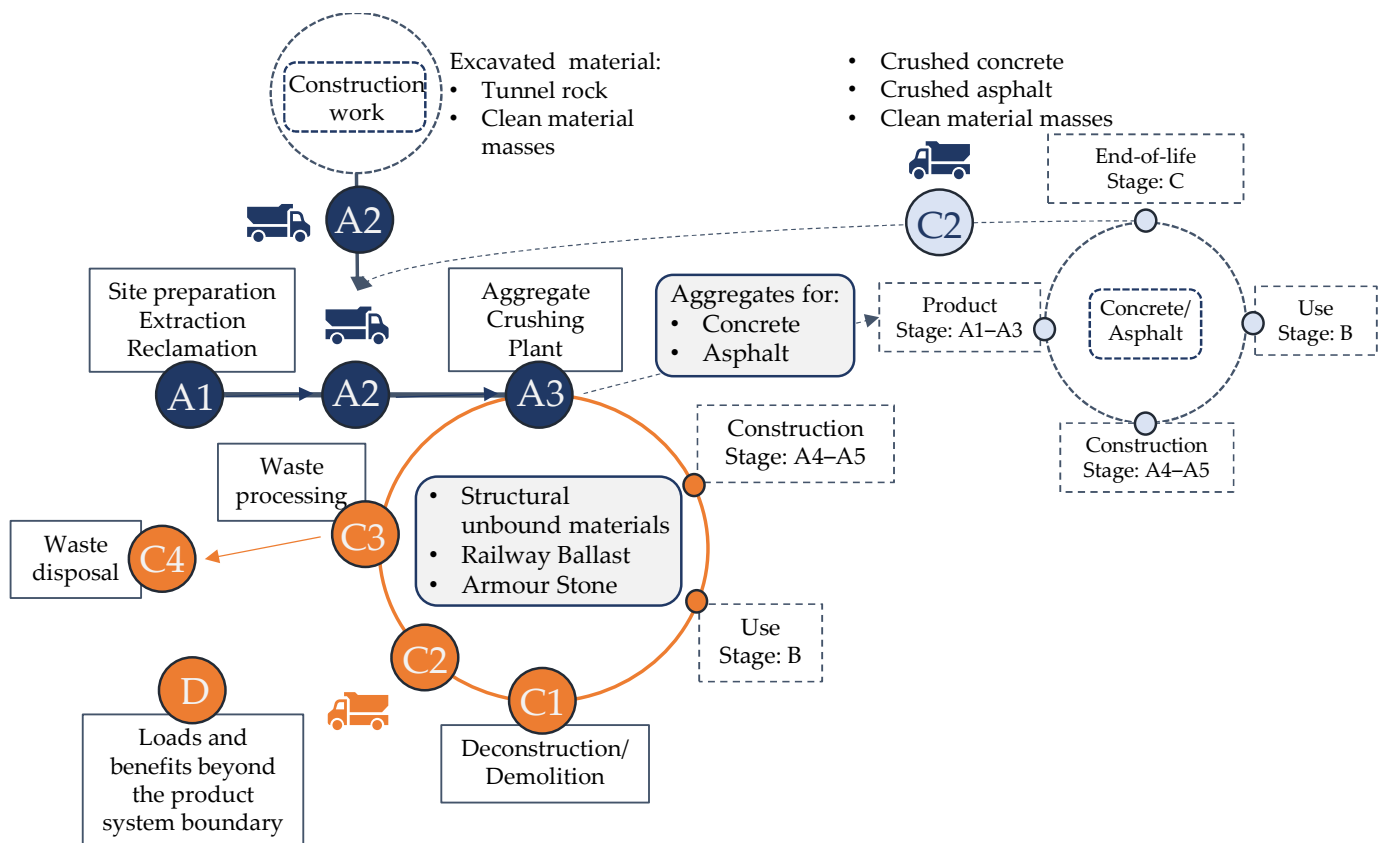 Construction
work
Excavated material:
• Tunnel rock
• Clean material
masses
• Crushed concrete
• Crushed asphalt
• Clean material masses
End-of-life
Stage: C
A2
C2
Site preparation
Extraction
Reclamation
Aggregate
Crushing
Plant
Aggregates for:
• Concrete
• Asphalt
Product
Stage: A1–A3
Concrete/
Asphalt
Use
Stage: B
A1
A2
A3
Construction
Stage: A4–A5
Construction
Stage: A4–A5
Waste
processing
• Structural
unbound materials
• Railway Ballast
• Armour Stone
C3
Waste
disposal
C4
Use
Stage: B
C2
D
C1
Loads and
benefits beyond
the product
system boundary
Deconstruction/
Demolition